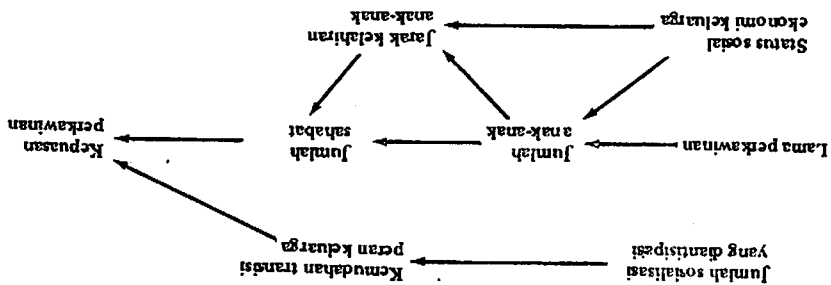 Jumlah sosialisasi
yang diantisipasi
Kemudahan transisi
peran keluarga
Lama perkawinan
Jumlah
a nak-anak
Jumlah
sahabat
Kepuasan
perkawinan
Status sosial
ekonomi keluarga
Jarak kelahiran
anak-anak